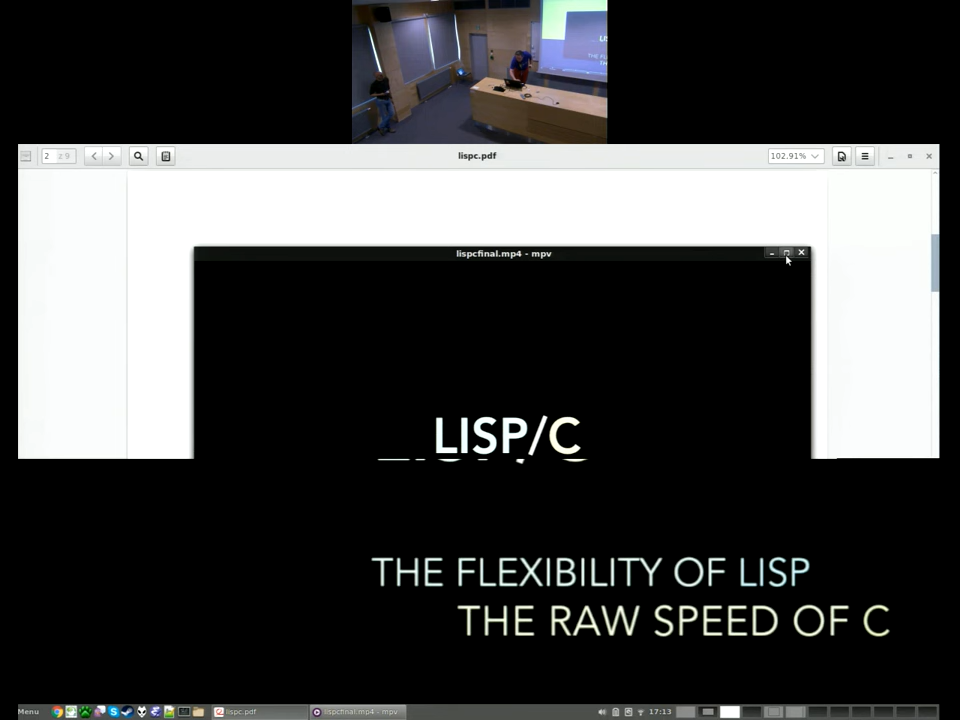 2 z 9
lispc.pdf
102.91%
lispcfinal.mp4 - mpv
LISP/C
THE FLEXIBILITY OF LISP
THE RAW SPEED OF C
Menu
lispc.pdf
lispcfinal.mp4 - mpv
17:13